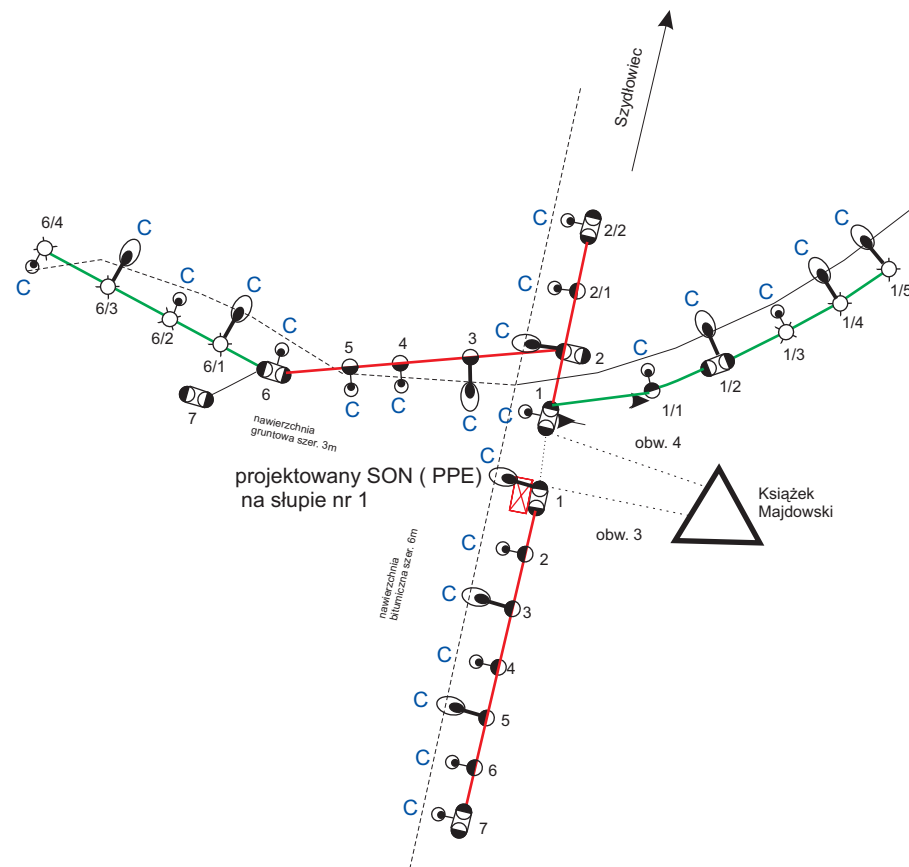 Szydłowiec
C
C
6/4
C
C
C
2/2
C
C
C
6/3
C
2/1
1/5
6/2
C
C
1/4
6/1
C
C
1/3
5
4
3
2
1/2
6
C
C
C
C
1
1/1
7
nawierzchnia
gruntowa szer. 3m
obw. 4
C
projektowany SON ( PPE)
na słupie nr 1
1
Książek
Majdowski
obw. 3
C
2
nawierzchnia
bitumiczna szer. 6m
C
3
C
4
C
5
C
6
C
7